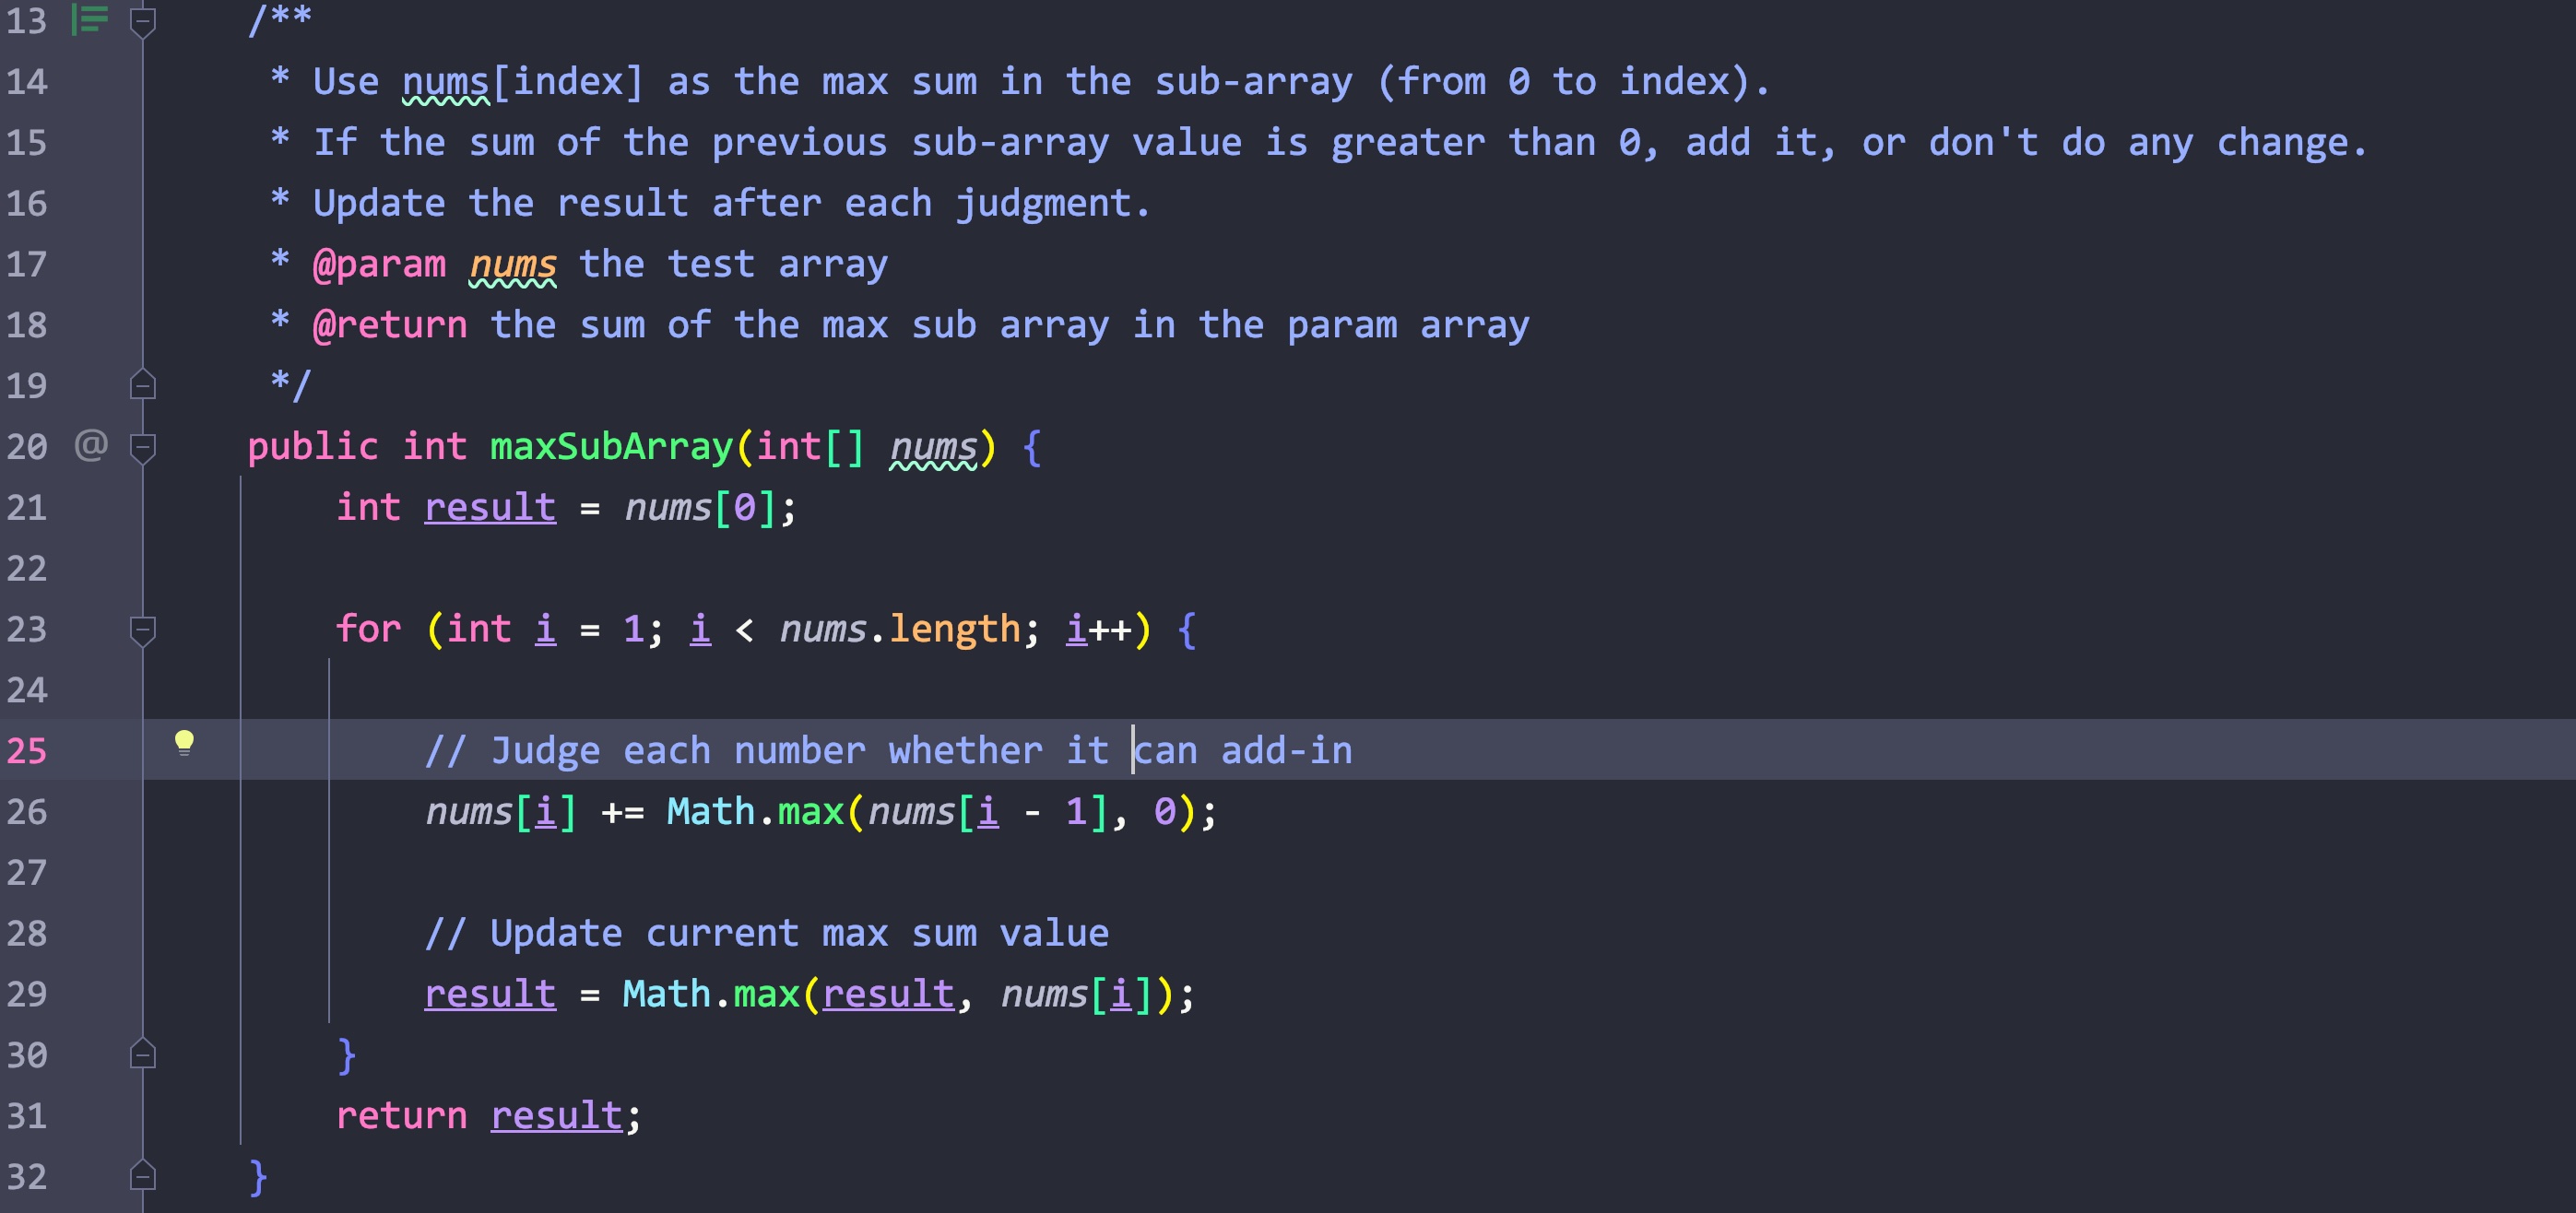 13 /**
14 * Use nums[index] as the max sum in the sub-array (from 0 to index).
15 * If the sum of the previous sub-array value is greater than 0, add it, or don't do any change.
16 * Update the result after each judgment.
17 * @param nums the test array
18 * @return the sum of the max sub array in the param array
19 */
20 @ public int maxSubArray(int[] nums) {
21 int result = nums[0];
22
23 for (int i = 1; i < nums.length; i++) {
24
25 // Judge each number whether it can add-in
26 nums[i] += Math.max(nums[i - 1], 0);
27
28 // Update current max sum value
29 result = Math.max(result, nums[i]);
30 }
31 return result;
32 }